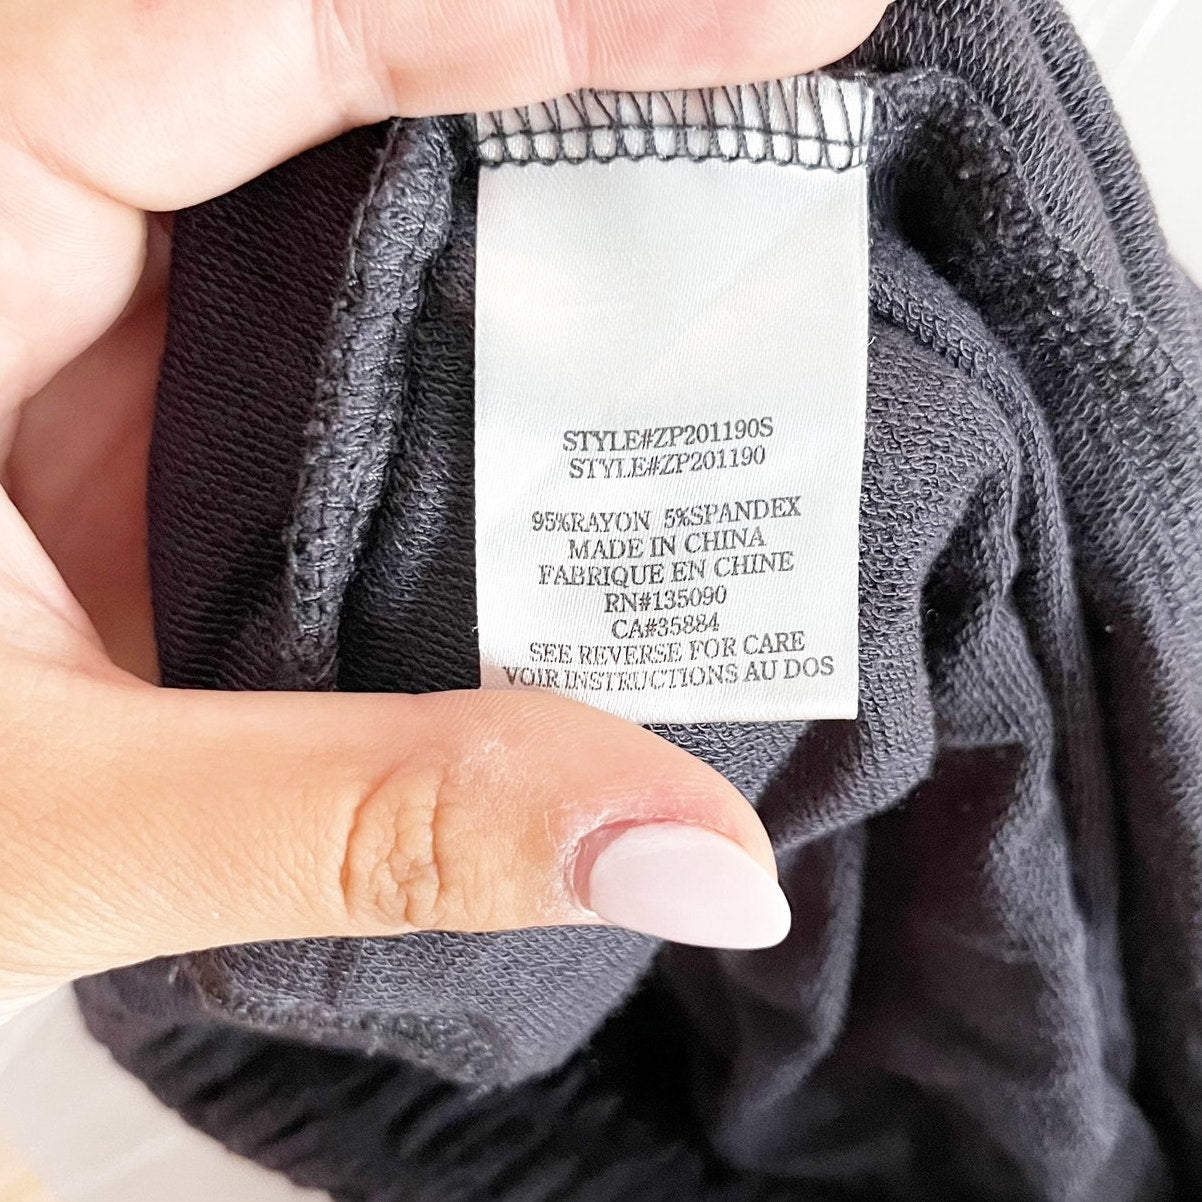 STYLE#ZP201190S
STYLE#ZP201190
95%RAYON 5%SPANDEX
MADE IN CHINA
FABRIQUE EN CHINE
RN#135090
CA#35884
SEE REVERSE FOR CARE
VOIR INSTRUCTIONS AU DOS